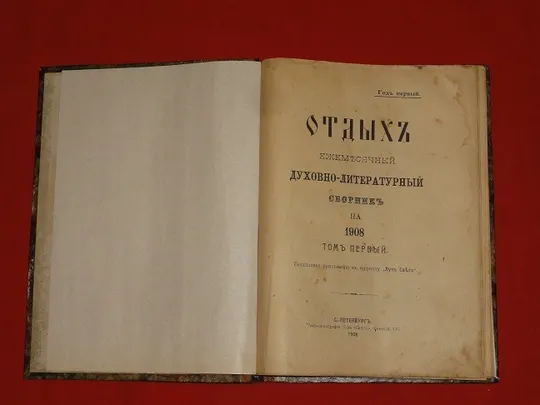 Годъ первый.
ОТДЫХЪ
ЕЖЕМѢСЯЧНЫЙ
ДУХОВНО-ЛИТЕРАТУРНЫЙ
СБОРНИКЪ
НА
1908
ТОМЪ ПЕРВЫЙ.
С.-ПЕТЕРБУРГЪ.
1908